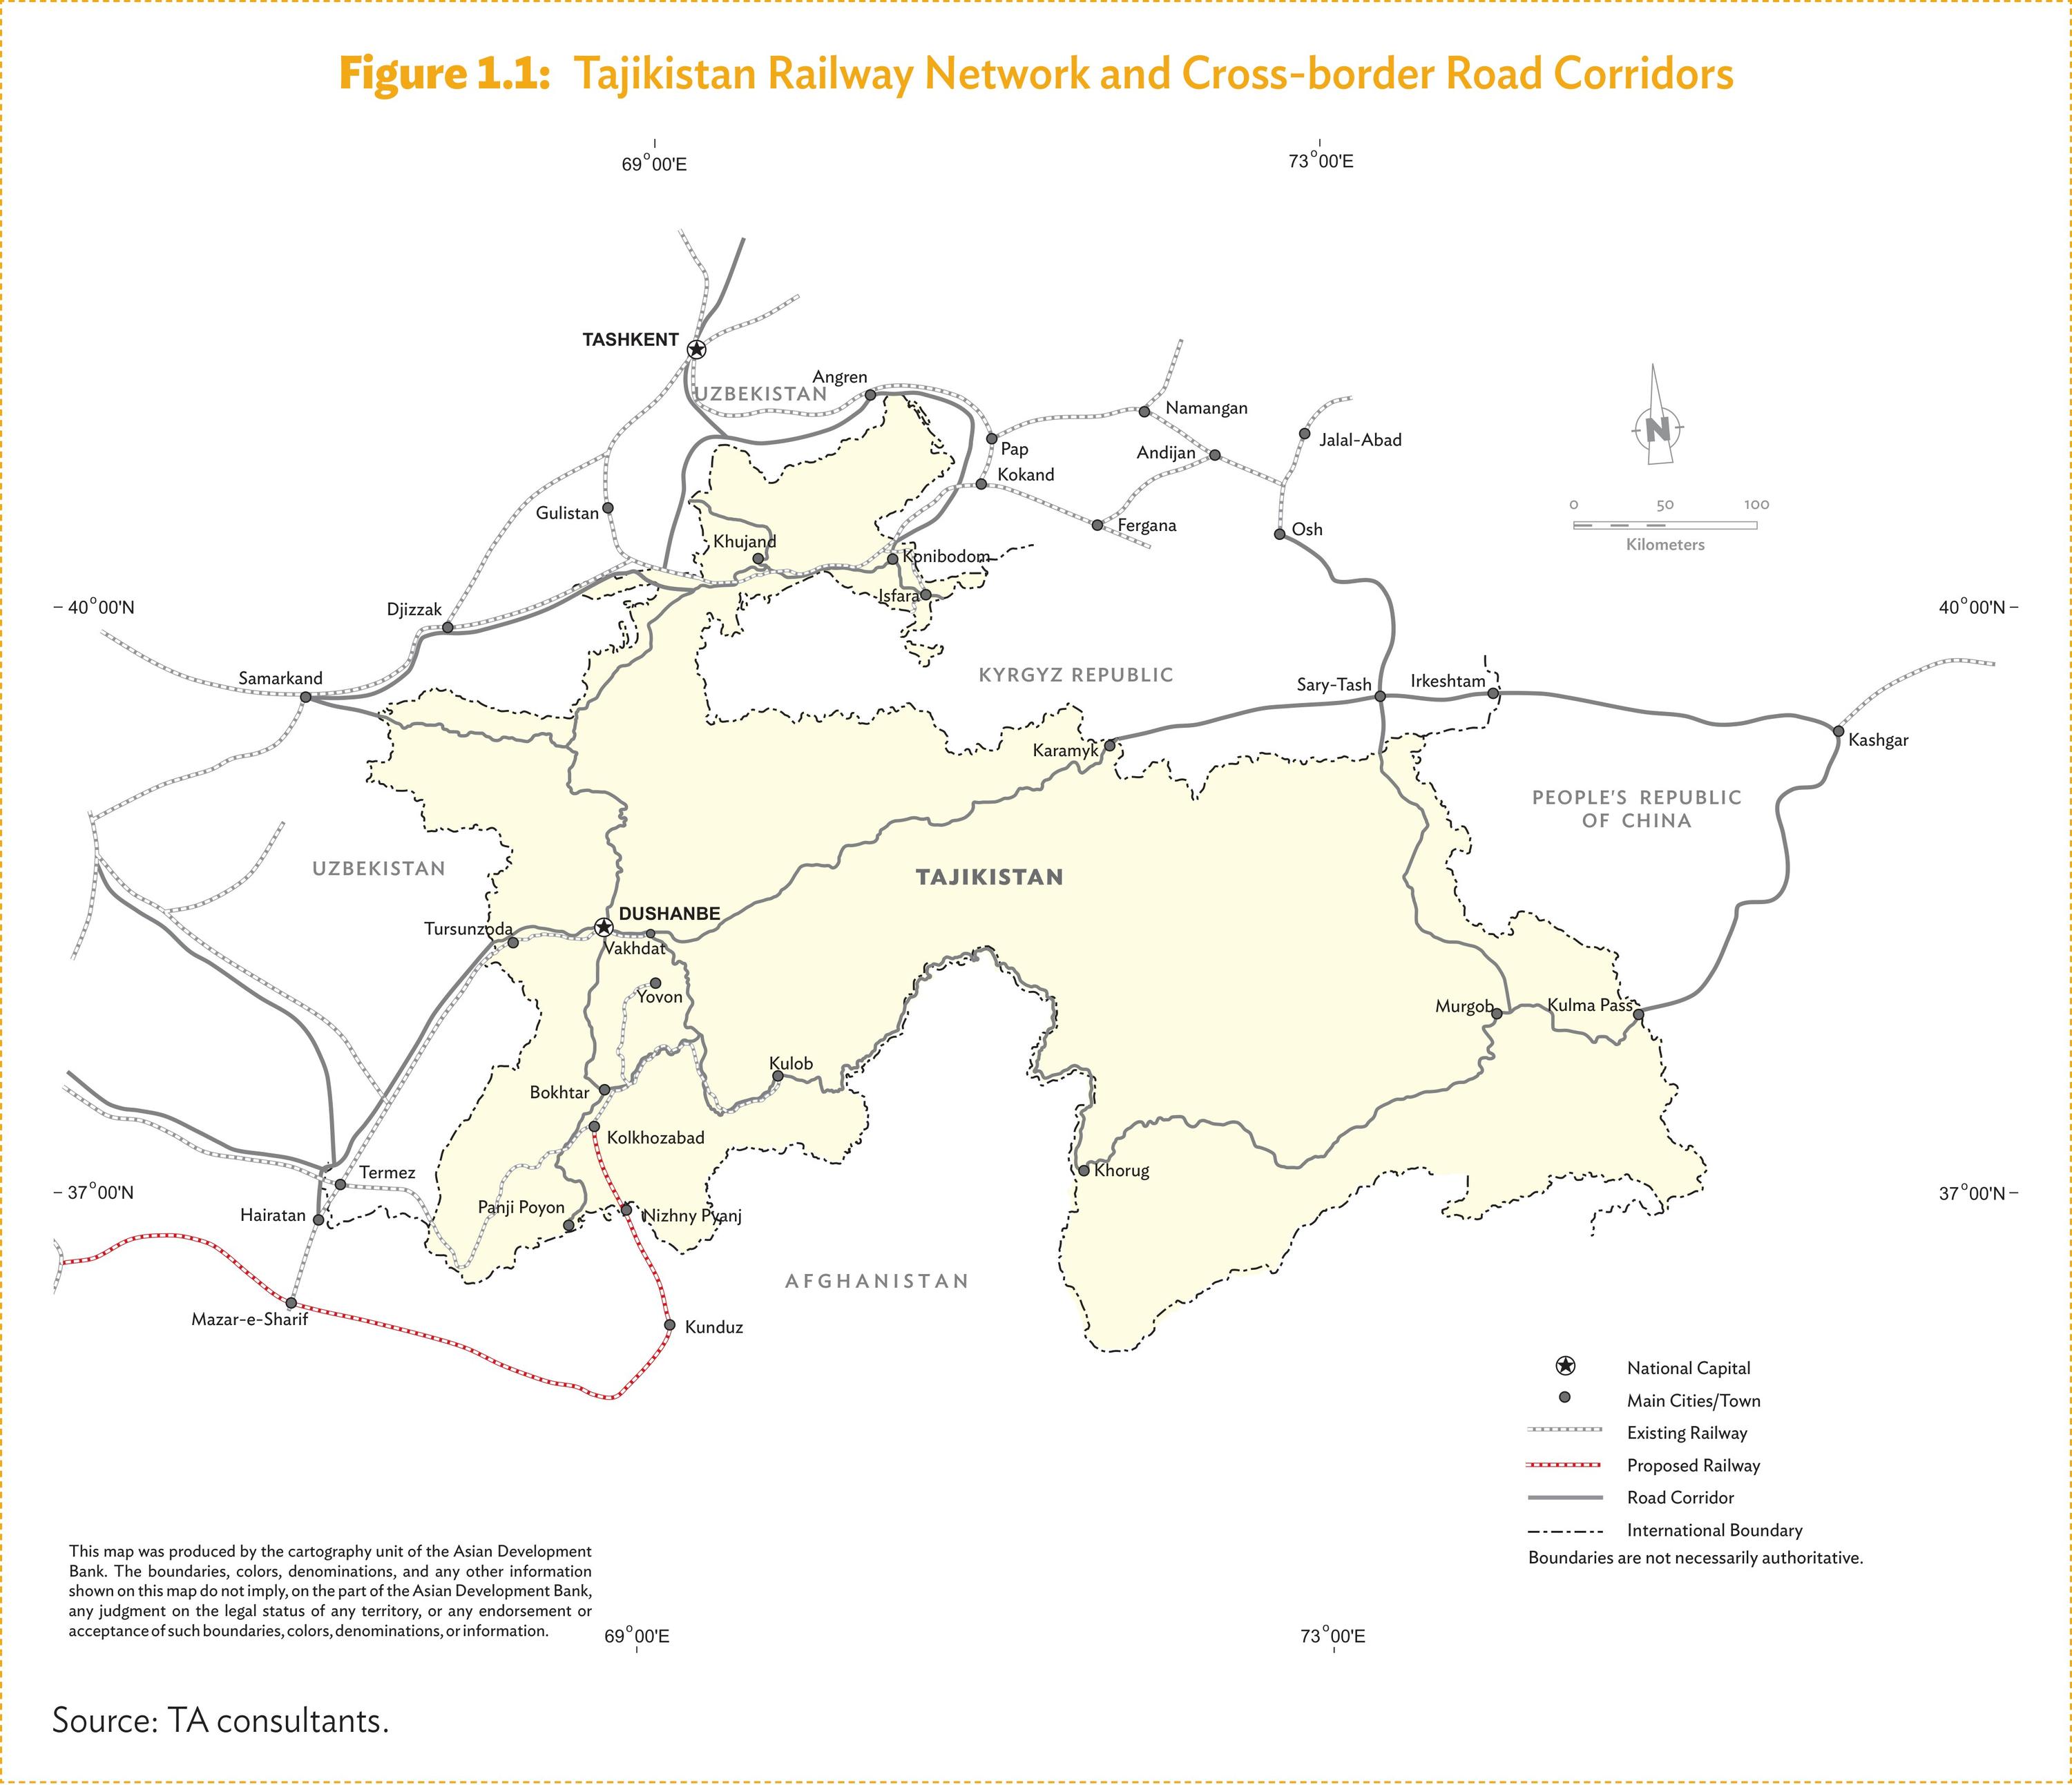 Figure 1.1: Tajikistan Railway Network and Cross-border Road Corridors
69°00'E
73°00'E
TASHKENT
UZBEKISTAN
Angren
Namangan
Jalal-Abad
Pap
Andijan
Kokand
Gulistan
Fergana
Osh
N
0 50 100
Kilometers
Khujand
Konibodom
Isfara
40°00'N
40°00'N
Djizzak
Samarkand
KYRGYZ REPUBLIC
Sary-Tash
Irkeshtam
Karamyk
Kashgar
PEOPLE'S REPUBLIC
OF CHINA
UZBEKISTAN
TAJIKISTAN
DUSHANBE
Tursunzoda
Vakhdat
Yovon
Murgob
Kulma Pass
Kulob
Bokhtar
Kolkhozabad
Khorug
Termez
37°00'N
37°00'N
Hairatan
Panji Poyon
Nizhny Pyanj
AFGHANISTAN
Mazar-e-Sharif
Kunduz
National Capital
Main Cities/Town
Existing Railway
Proposed Railway
Road Corridor
International Boundary
Boundaries are not necessarily authoritative.
This map was produced by the cartography unit of the Asian Development
Bank. The boundaries, colors, denominations, and any other information
shown on this map do not imply, on the part of the Asian Development Bank,
any judgment on the legal status of any territory, or any endorsement or
acceptance of such boundaries, colors, denominations, or information.
69°00'E
73°00'E
Source: TA consultants.